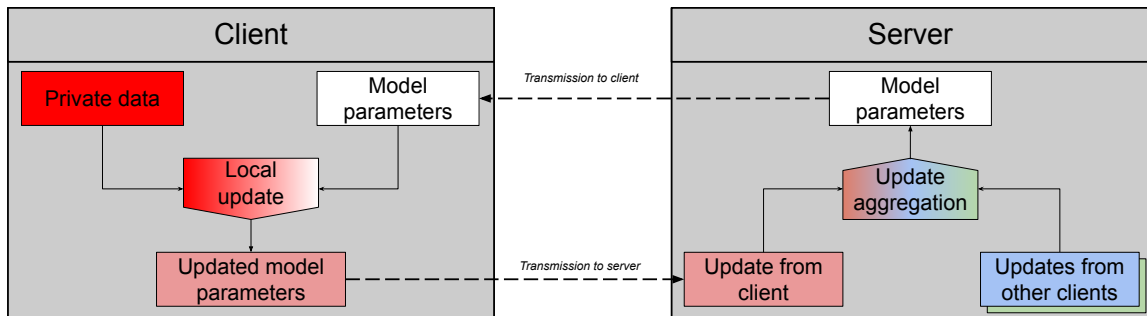 Client
Private data
Model
parameters
Local
update
Updated model
parameters
Transmission to client
Transmission to server
Server
Model
parameters
Update
aggregation
Update from
client
Updates from
other clients